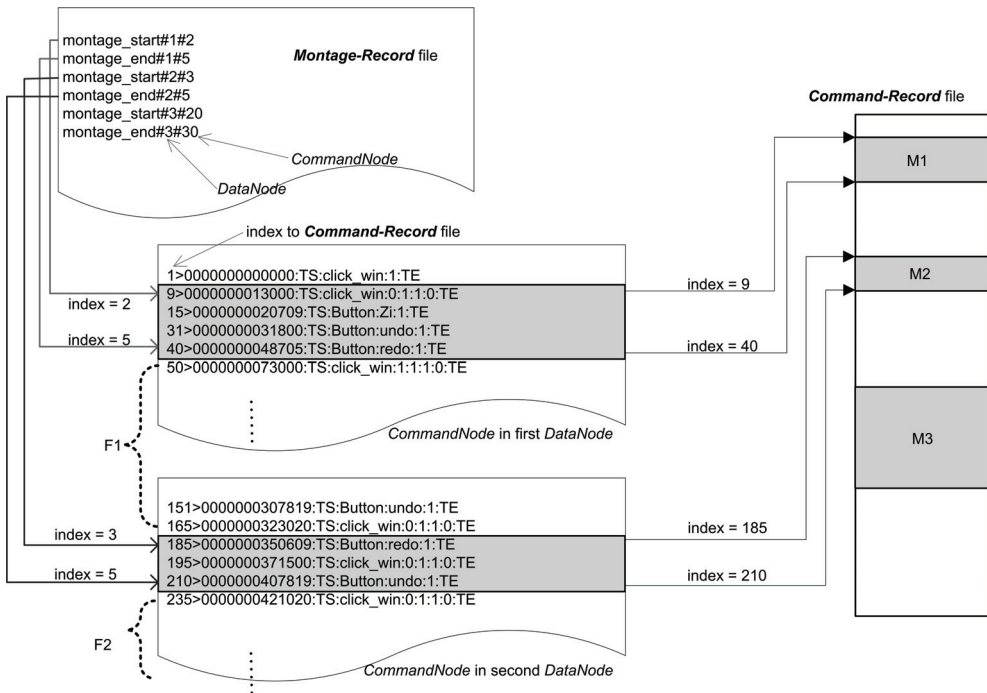 montage_start#1#2
montage_end#1#5
montage_start#2#3
montage_end#2#5
montage_start#3#20
montage_end#3#30
Montage-Record file
CommandNode
DataNode
Command-Record file
M1
M2
M3
index to Command-Record file
1>0000000000000:TS:click_win:1:TE
9>0000000013000:TS:click_win:0:1:1:0:TE
15>0000000020709:TS:Button:Zi:1:TE
31>0000000031800:TS:Button:undo:1:TE
40>0000000048705:TS:Button:redo:1:TE
50>0000000073000:TS:click_win:1:1:1:0:TE
CommandNode in first DataNode
index = 2
index = 5
index = 9
index = 40
F1
151>0000000307819:TS:Button:undo:1:TE
165>0000000323020:TS:click_win:0:1:1:0:TE
185>0000000350609:TS:Button:redo:1:TE
195>0000000371500:TS:click_win:0:1:1:0:TE
210>0000000407819:TS:Button:undo:1:TE
235>0000000421020:TS:click_win:0:1:1:0:TE
CommandNode in second DataNode
index = 3
index = 5
index = 185
index = 210
F2